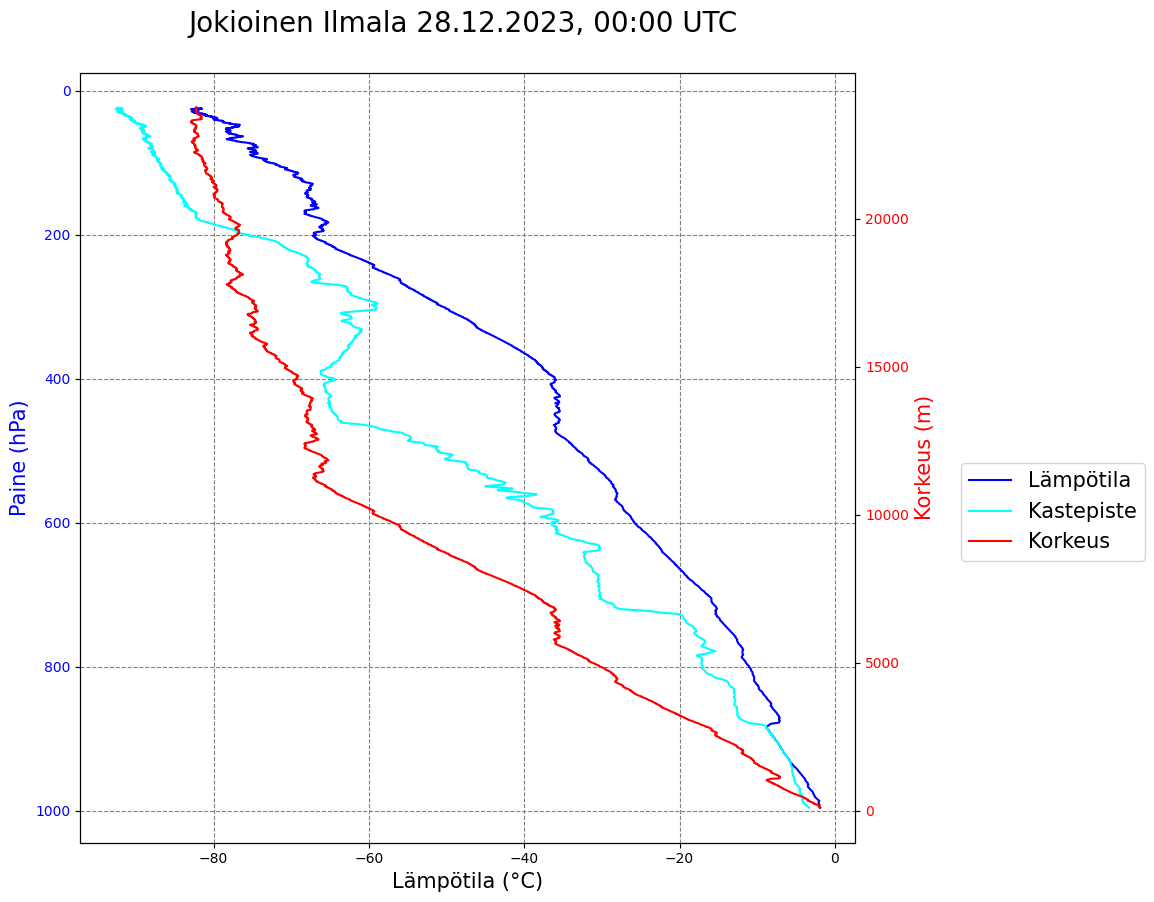 Jokioinen Ilmala 28.12.2023, 00:00 UTC
0
200
400
600
800
1000
Paine (hPa)
−80
−60
−40
−20
0
Lämpötila (°C)
20000
15000
10000
5000
0
Korkeus (m)
Lämpötila
Kastepiste
Korkeus